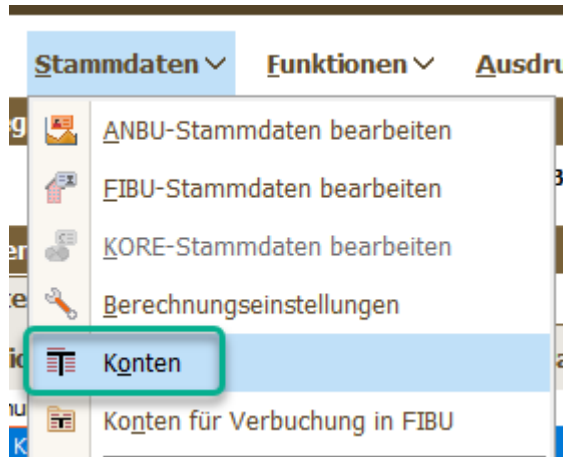 Stammdaten Funktionen
ANBU-Stammdaten bearbeiten
FIBU-Stammdaten bearbeiten
KORE-Stammdaten bearbeiten
Berechnungseinstellungen
Konten
Konten für Verbuchung in FIBU